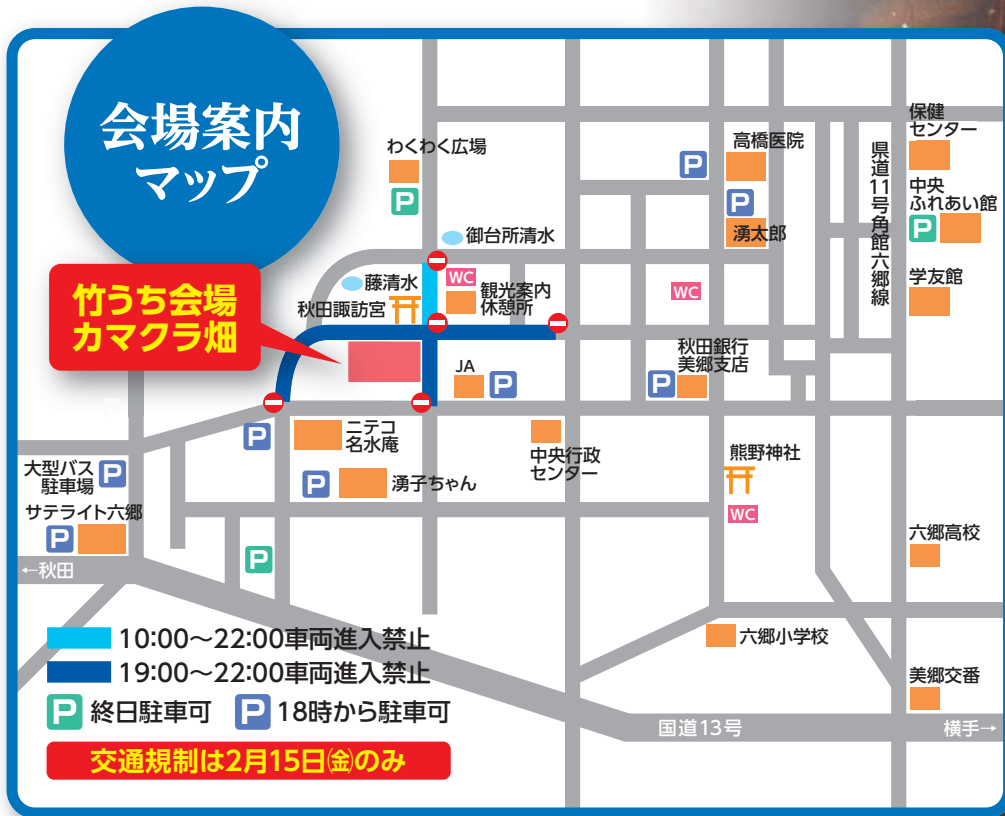 会場案内
マップ
わくわく広場
P
高橋医院
P
P
湧太郎
保健
センター
中央
ふれあい館
P
学友館
県道11号角館六郷線
御台所清水
藤清水
WC
観光案内
休憩所
秋田諏訪宮
WC
竹うち会場
カマクラ畑
JA
P
秋田銀行
美郷支店
P
P
ニテコ
名水庵
中央行政
センター
熊野神社
WC
大型バス
駐車場
P
P
湧子ちゃん
サテライト六郷
P
←秋田
P
六郷高校
六郷小学校
美郷交番
10:00〜22:00車両進入禁止
19:00〜22:00車両進入禁止
P 終日駐車可 P 18時から駐車可
国道13号
横手→
交通規制は2月15日㈮のみ